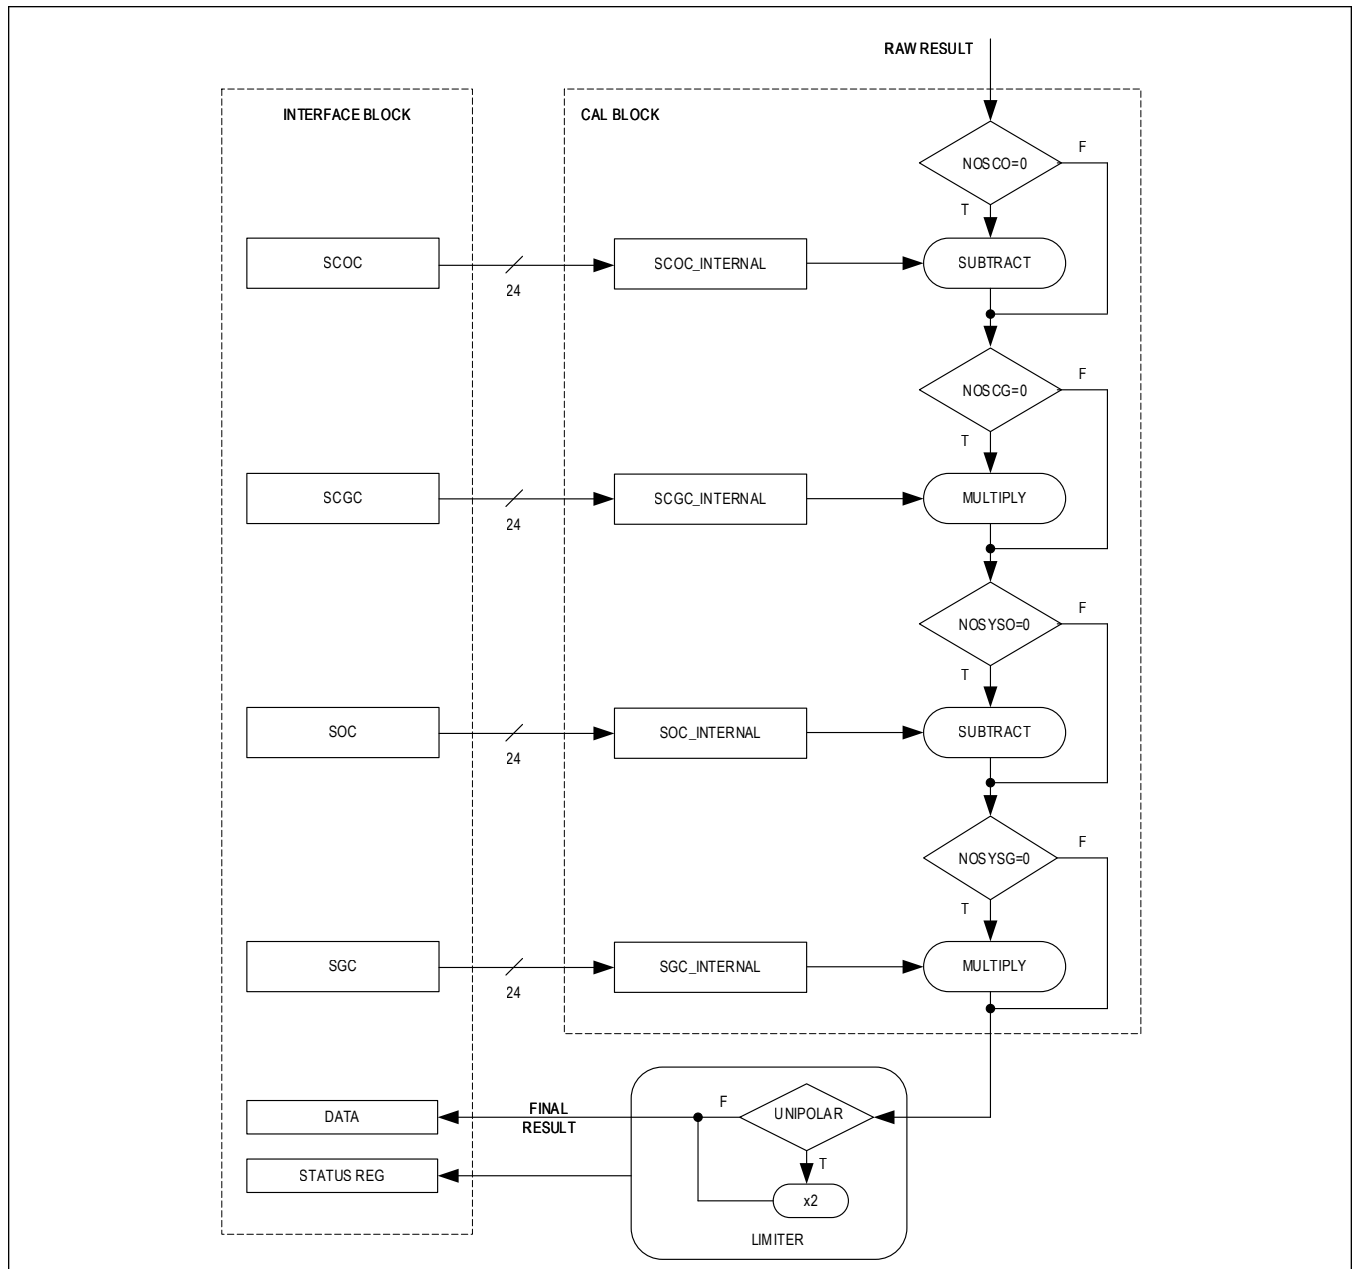 RAW RESULT
INTERFACE BLOCK
CAL BLOCK
NOSCO=0
F
T
SCOC
24
SCOC_INTERNAL
SUBTRACT
NOSCG=0
F
T
SCGC
24
SCGC_INTERNAL
MULTIPLY
NOSYSO=0
F
T
SOC
24
SOC_INTERNAL
SUBTRACT
NOSYSG=0
F
T
SGC
24
SGC_INTERNAL
MULTIPLY
DATA
FINAL
RESULT
F
UNIPOLAR
T
STATUS REG
x2
LIMITER